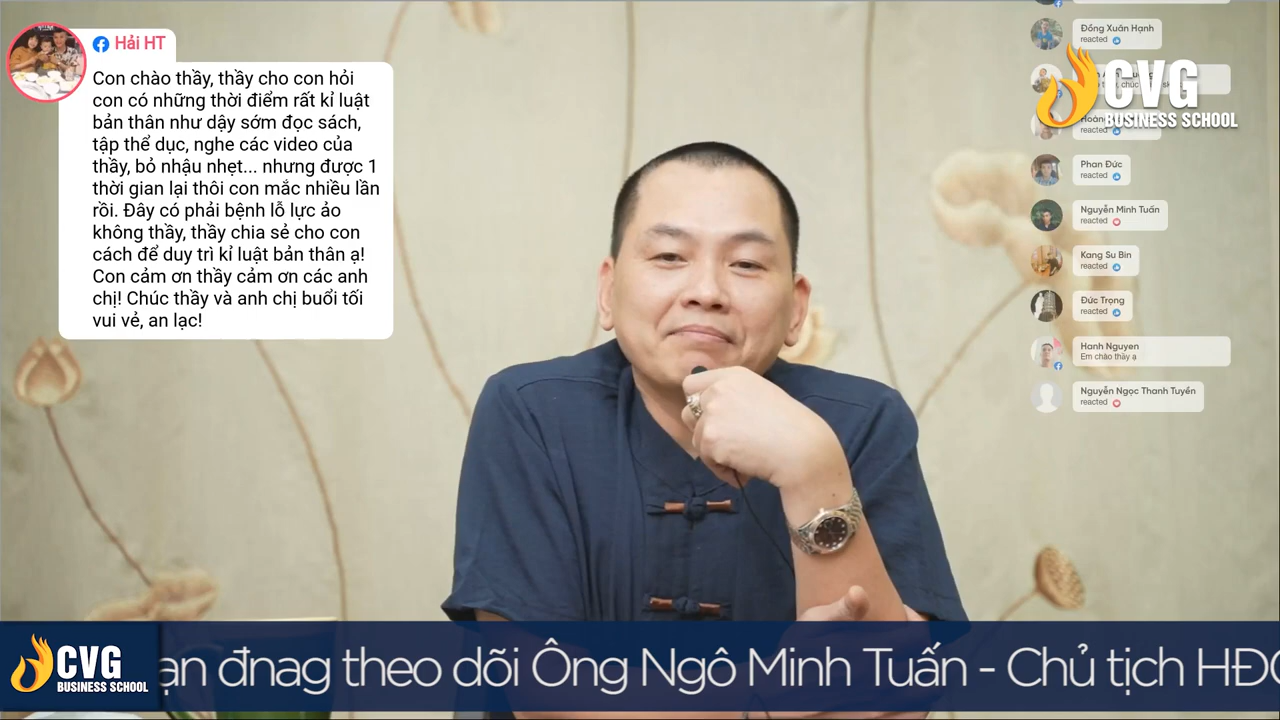 Hải HT
Con chào thầy, thầy cho con hỏi
con có những thời điểm rất kỉ luật
bản thân như dậy sớm đọc sách,
tập thể dục, nghe các video của
thầy, bỏ nhậu nhẹt... nhưng được 1
thời gian lại thôi con mắc nhiều lần
rồi. Đây có phải bệnh lỗ lực ảo
không thầy, thầy chia sẻ cho con
cách để duy trì kỉ luật bản thân ạ!
Con cảm ơn thầy cảm ơn các anh
chị! Chúc thầy và anh chị buổi tối
vui vẻ, an lạc!
Đồng Xuân Hạnh
reacted
CVG
BUSINESS SCHOOL
reacted
Phan Đức
reacted
Nguyễn Minh Tuấn
reacted
Kang Su Bin
reacted
Đức Trọng
reacted
Hanh Nguyen
Em chào thầy ạ
Nguyễn Ngọc Thanh Tuyền
reacted
CVG
BUSINESS SCHOOL
ạn đnag theo dõi Ông Ngô Minh Tuấn - Chủ tịch HĐ